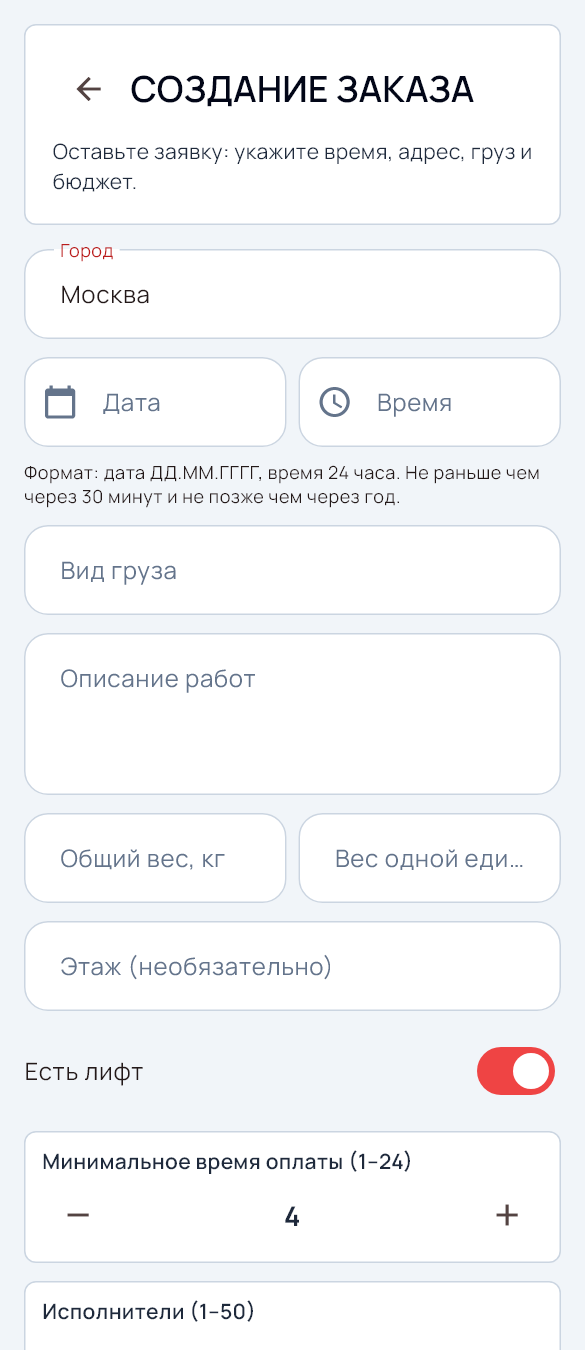 СОЗДАНИЕ ЗАКАЗА
Оставьте заявку: укажите время, адрес, груз и
бюджет.
Город
Москва
Дата
Время
Формат: дата ДД.ММ.ГГГГ, время 24 часа. Не раньше чем
через 30 минут и не позже чем через год.
Вид груза
Описание работ
Общий вес, кг
Вес одной еди...
Этаж (необязательно)
Есть лифт
Минимальное время оплаты (1–24)
4
Исполнители (1–50)